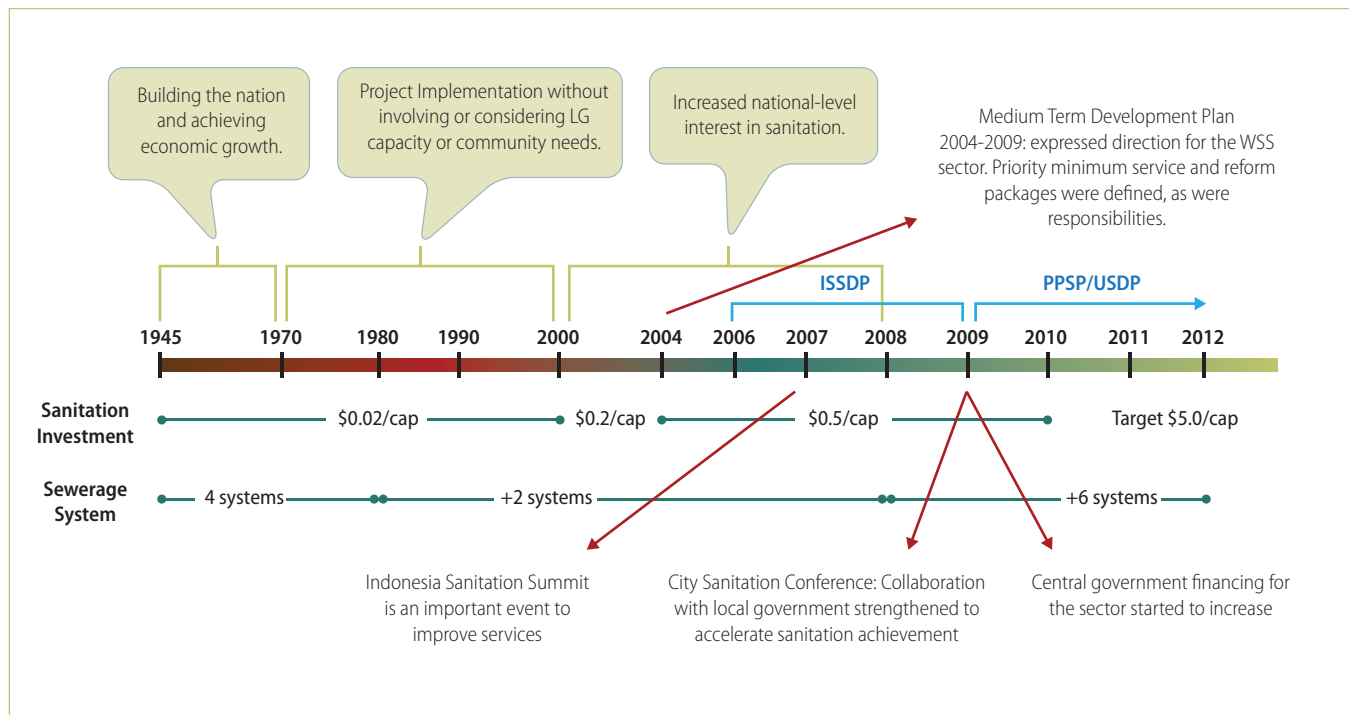 Building the nation
and achieving
economic growth.
Project Implementation without
involving or considering LG
capacity or community needs.
Increased national-level
interest in sanitation.
Medium Term Development Plan
2004-2009: expressed direction for the WSS
sector. Priority minimum service and reform
packages were defined, as were
responsibilities.
ISSDP
PPSP/USDP
1945 1970 1980 1990 2000 2004 2006 2007 2008 2009 2010 2011 2012
Sanitation
Investment
$0.02/cap $0.2/cap $0.5/cap Target $5.0/cap
Sewerage
System
4 systems +2 systems +6 systems
Indonesia Sanitation Summit
is an important event to
improve services
City Sanitation Conference: Collaboration
with local government strengthened to
accelerate sanitation achievement
Central government financing for
the sector started to increase